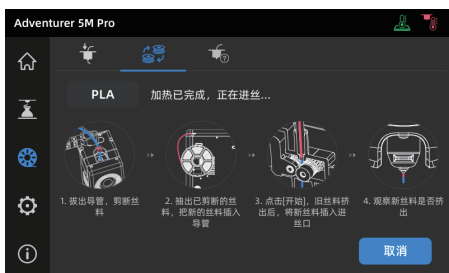 Adventurer 5M Pro
PLA 加热已完成，正在进丝...
1. 拔出导管，剪断丝
料
2. 抽出已剪断的丝
料，把新的丝料插入
导管
3. 点击[开始]，旧丝料挤
出后，将新丝料插入进
丝口
4. 观察新丝料是否挤
出
取消